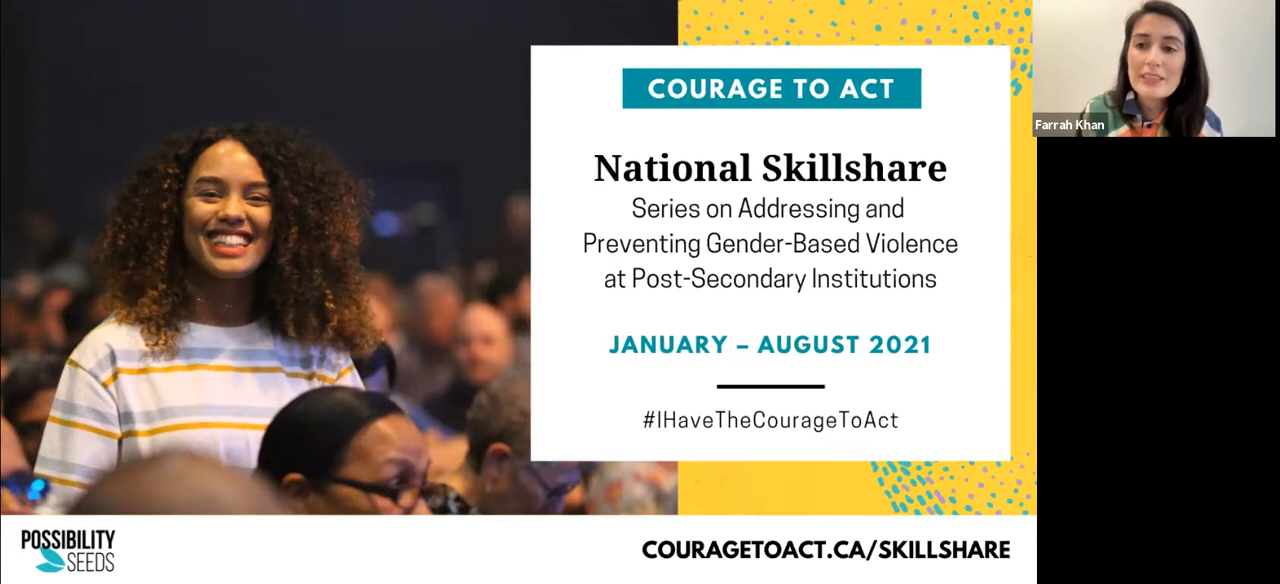 COURAGE TO ACT
National Skillshare
Series on Addressing and
Preventing Gender-Based Violence
at Post-Secondary Institutions
JANUARY – AUGUST 2021
#IHaveTheCourageToAct
POSSIBILITY
SEEDS
COURAGETOACT.CA/SKILLSHARE
Farrah Khan